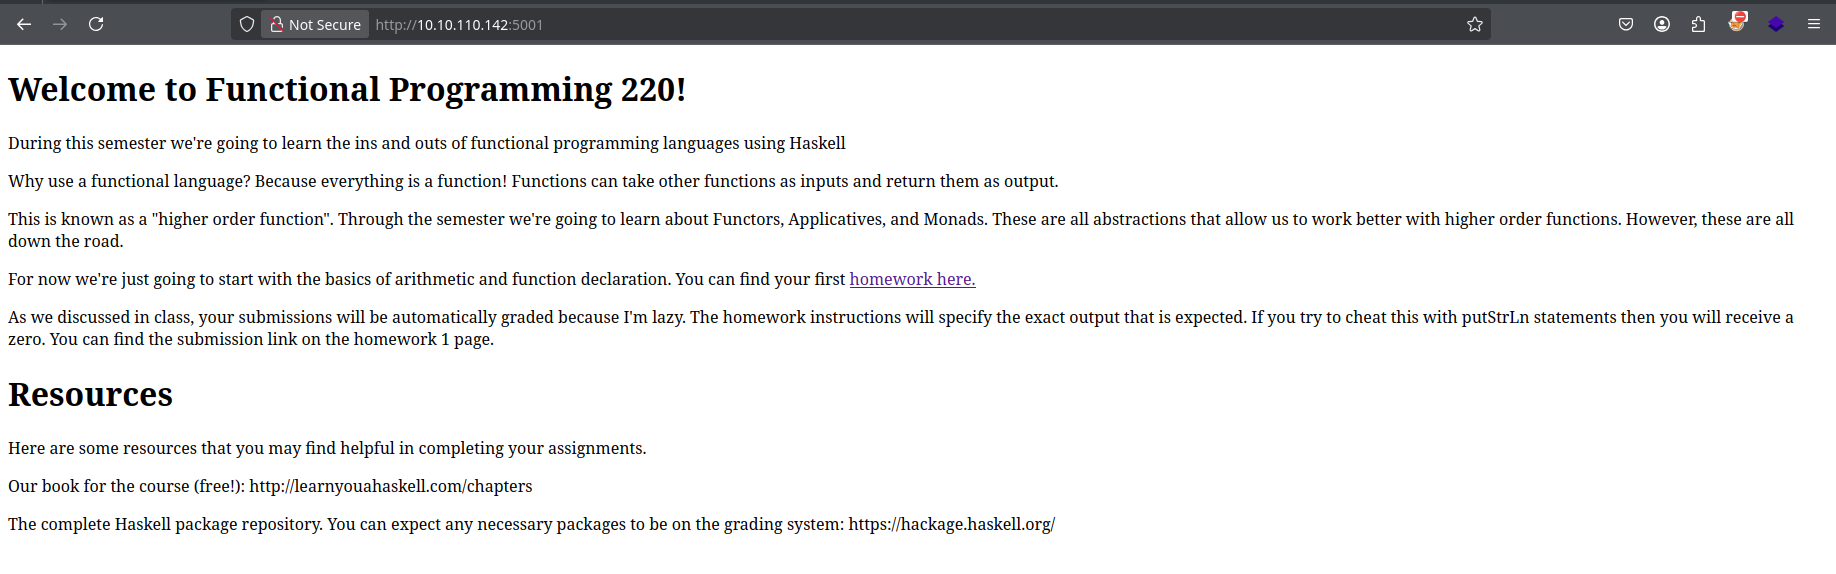 Not Secure http://10.10.110.142:5001
Welcome to Functional Programming 220!
During this semester we're going to learn the ins and outs of functional programming languages using Haskell
Why use a functional language? Because everything is a function! Functions can take other functions as inputs and return them as output.
This is known as a "higher order function". Through the semester we're going to learn about Functors, Applicatives, and Monads. These are all abstractions that allow us to work better with higher order functions. However, these are all
down the road.
For now we're just going to start with the basics of arithmetic and function declaration. You can find your first homework here.
As we discussed in class, your submissions will be automatically graded because I'm lazy. The homework instructions will specify the exact output that is expected. If you try to cheat this with putStrLn statements then you will receive a
zero. You can find the submission link on the homework 1 page.
Resources
Here are some resources that you may find helpful in completing your assignments.
Our book for the course (free!): http://learnyouahaskell.com/chapters
The complete Haskell package repository. You can expect any necessary packages to be on the grading system: https://hackage.haskell.org/